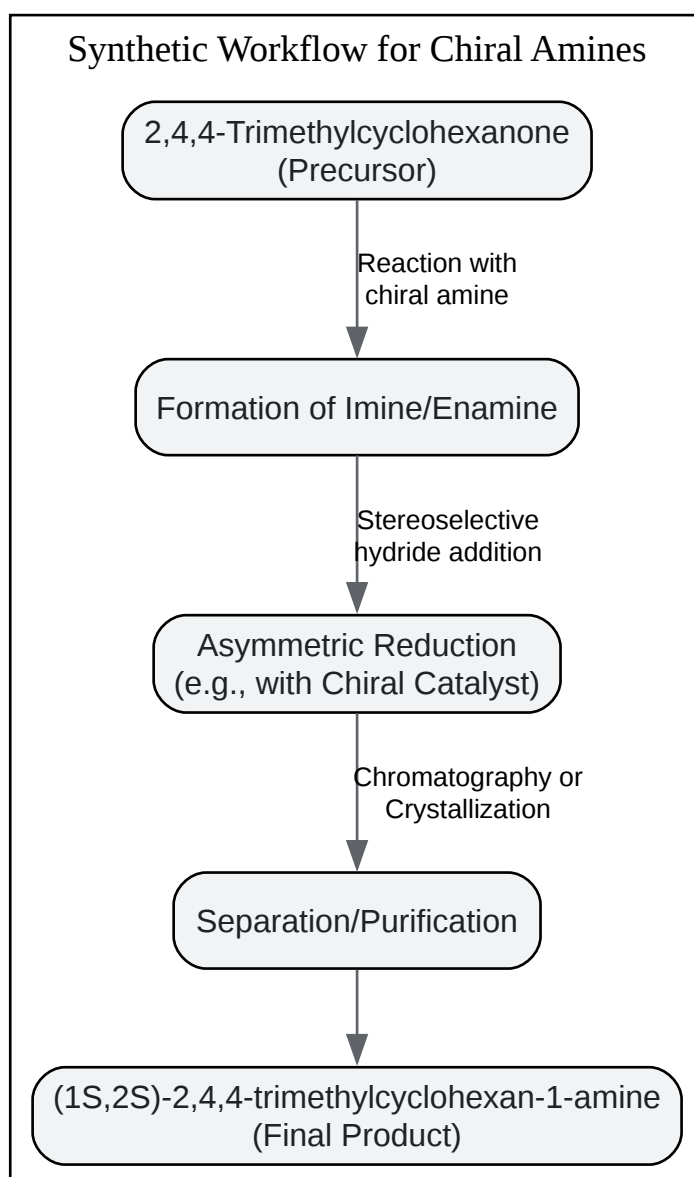 Synthetic Workflow for Chiral Amines
2,4,4-Trimethylcyclohexanone
(Precursor)
Reaction with
chiral amine
Formation of Imine/Enamine
Stereoselective
hydride addition
Asymmetric Reduction
(e.g., with Chiral Catalyst)
Chromatography or
Crystallization
Separation/Purification
(1S,2S)-2,4,4-trimethylcyclohexan-1-amine
(Final Product)